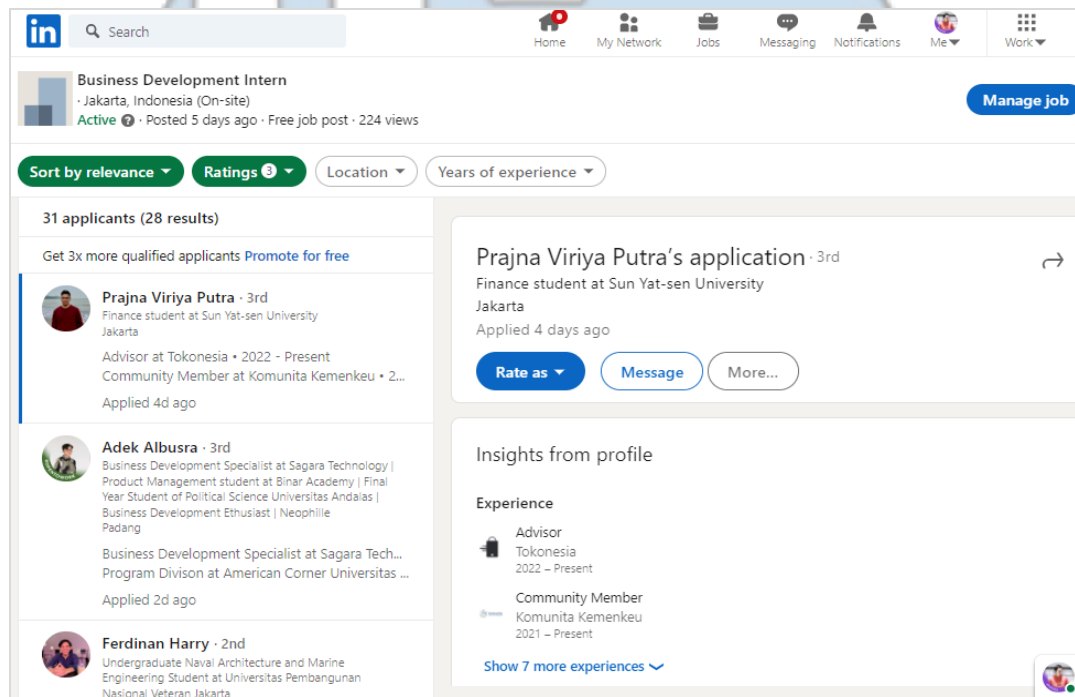 in
Search
Home
My Network
Jobs
Messaging
Notifications
Me
Work
Business Development Intern
· Jakarta, Indonesia (On-site)
Active ? · Posted 5 days ago · Free job post · 224 views
Manage job
Sort by relevance
Ratings 3
Location
Years of experience
31 applicants (28 results)
Get 3x more qualified applicants Promote for free
Prajna Viriya Putra · 3rd
Finance student at Sun Yat-sen University
Jakarta
Advisor at Tokonesia • 2022 - Present
Community Member at Komunita Kemenkeu • 2...
Applied 4d ago
Adek Albusra · 3rd
Business Development Specialist at Sagara Technology |
Product Management student at Binar Academy | Final
Year Student of Political Science Universitas Andalas |
Business Development Ethusiast | Neophille
Padang
Business Development Specialist at Sagara Tech...
Program Divison at American Corner Universitas ...
Applied 2d ago
Ferdinan Harry · 2nd
Undergraduate Naval Architecture and Marine
Engineering Student at Universitas Pembangunan
Nasional Veteran Jakarta
Prajna Viriya Putra's application · 3rd
Finance student at Sun Yat-sen University
Jakarta
Applied 4 days ago
Rate as
Message
More...
Insights from profile
Experience
Advisor
Tokonesia
2022 – Present
Community Member
Komunita Kemenkeu
2021 – Present
Show 7 more experiences